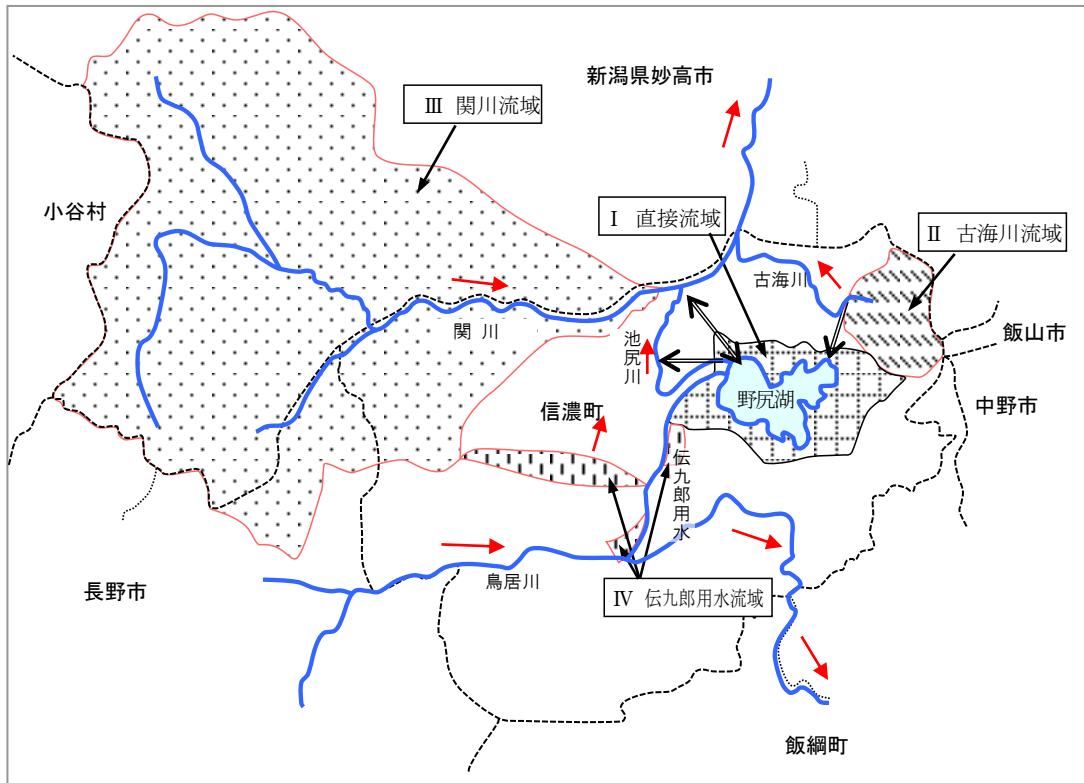 新潟県妙高市
Ⅲ 関川流域
小谷村
Ⅰ 直接流域
Ⅱ 古海川流域
古海川
飯山市
関川
池尻川
野尻湖
中野市
信濃町
伝九郎用水
鳥居川
長野市
Ⅳ 伝九郎用水流域
飯綱町